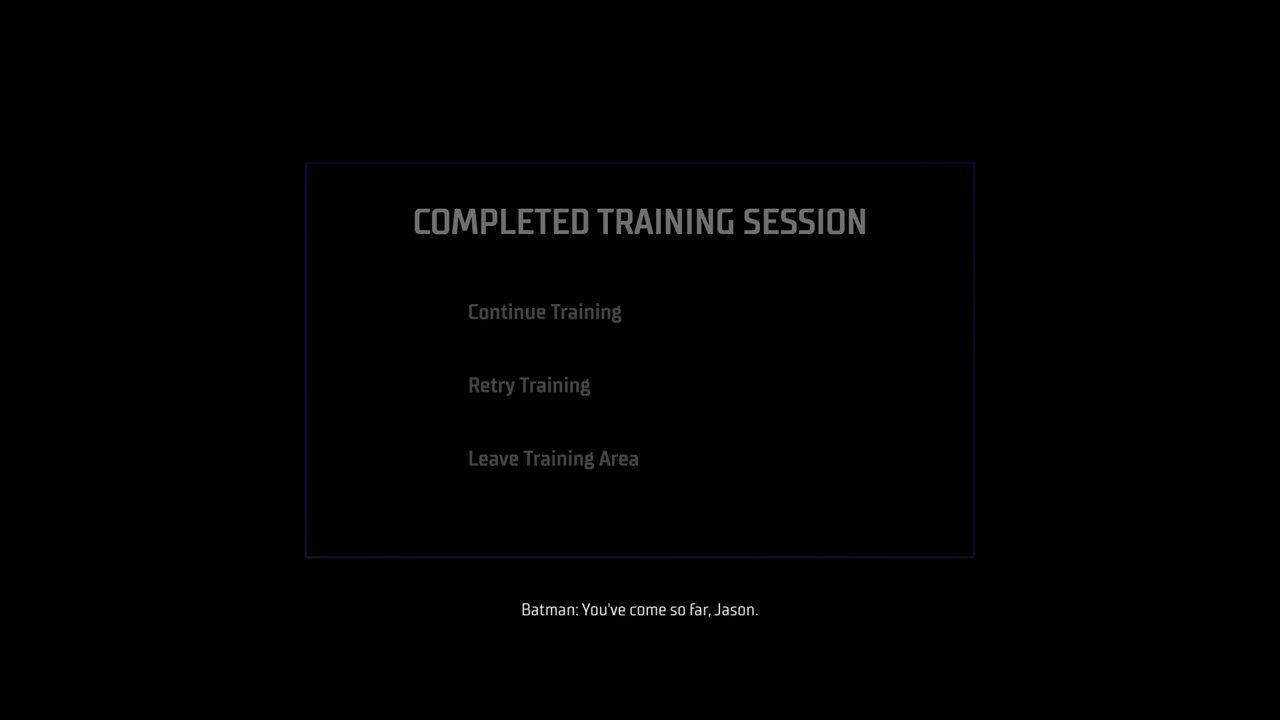 COMPLETED TRAINING SESSION
Continue Training
Retry Training
Leave Training Area
Batman: You've come so far, Jason.